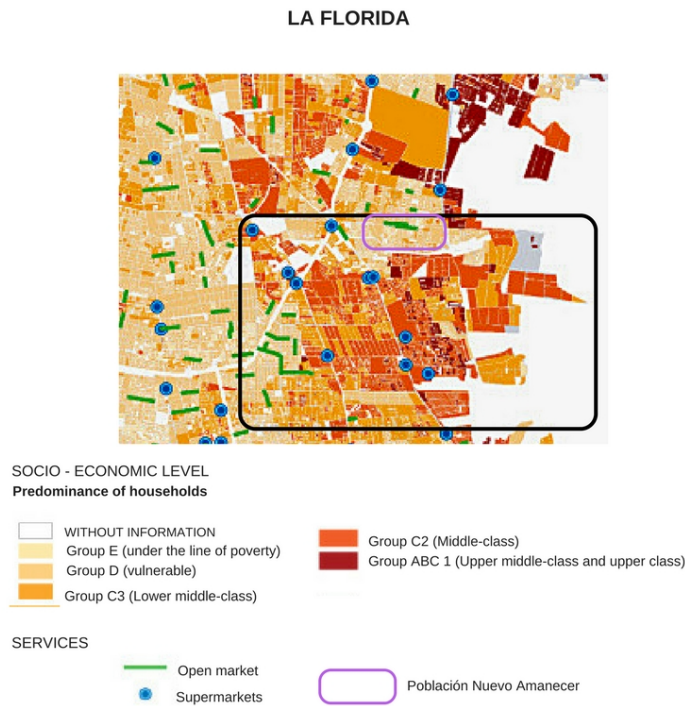 LA FLORIDA
SOCIO - ECONOMIC LEVEL
Predominance of households
WITHOUT INFORMATION
Group E (under the line of poverty)
Group D (vulnerable)
Group C3 (Lower middle-class)
Group C2 (Middle-class)
Group ABC 1 (Upper middle-class and upper class)
SERVICES
Open market
Supermarkets
Población Nuevo Amanecer